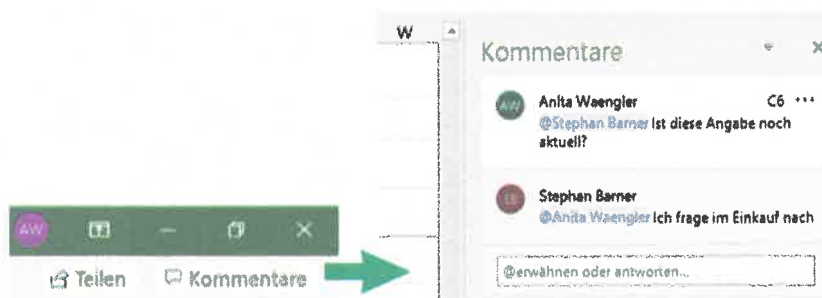 AW
Teilen Kommentare
W
Kommentare
AW Anita Waengler C6 ...
@Stephan Barner Ist diese Angabe noch
aktuell?
Stephan Barner
@Anita Waengler Ich frage im Einkauf nach
@erwähnen oder antworten...